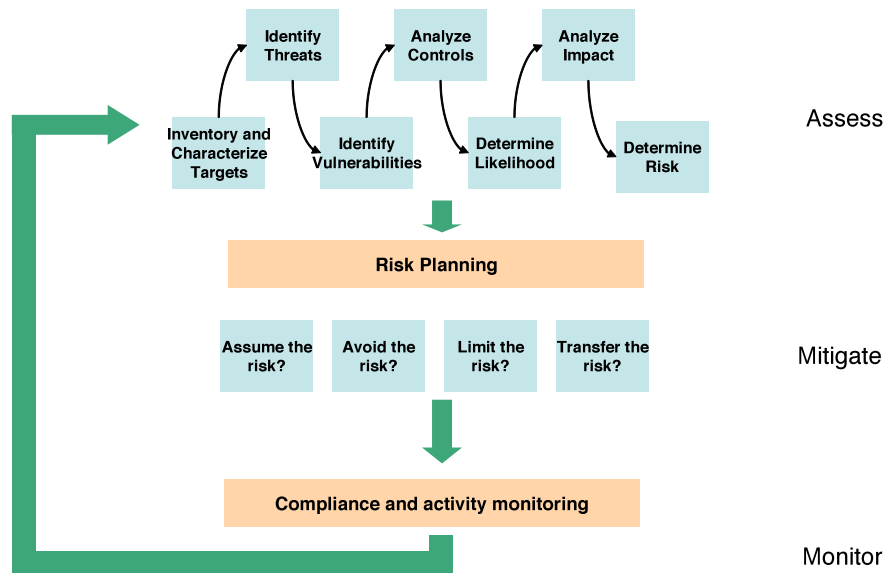 Identify
Threats
Analyze
Controls
Analyze
Impact
Assess
Inventory and
Characterize
Targets
Identify
Vulnerabilities
Determine
Likelihood
Determine
Risk
Risk Planning
Assume the
risk?
Avoid the
risk?
Limit the
risk?
Transfer the
risk?
Mitigate
Compliance and activity monitoring
Monitor